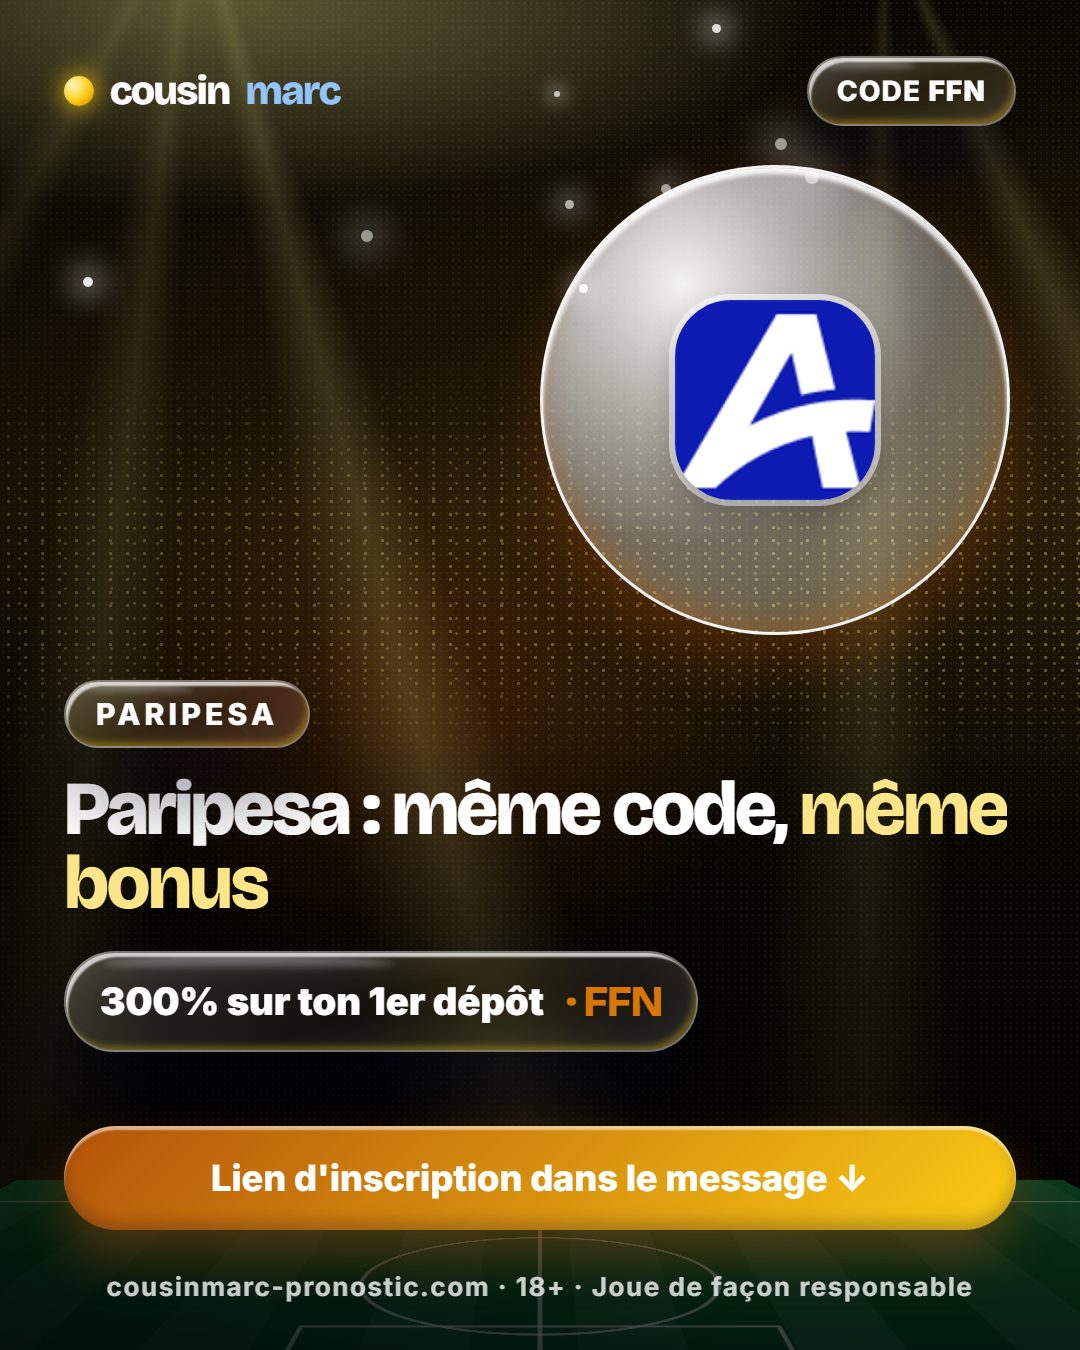 cousin marc
CODE FFN
PARIPESA
Paripesa : même code, même
bonus
300% sur ton 1er dépôt · FFN
Lien d'inscription dans le message ↓
cousinmarc-pronostic.com · 18+ · Joue de façon responsable